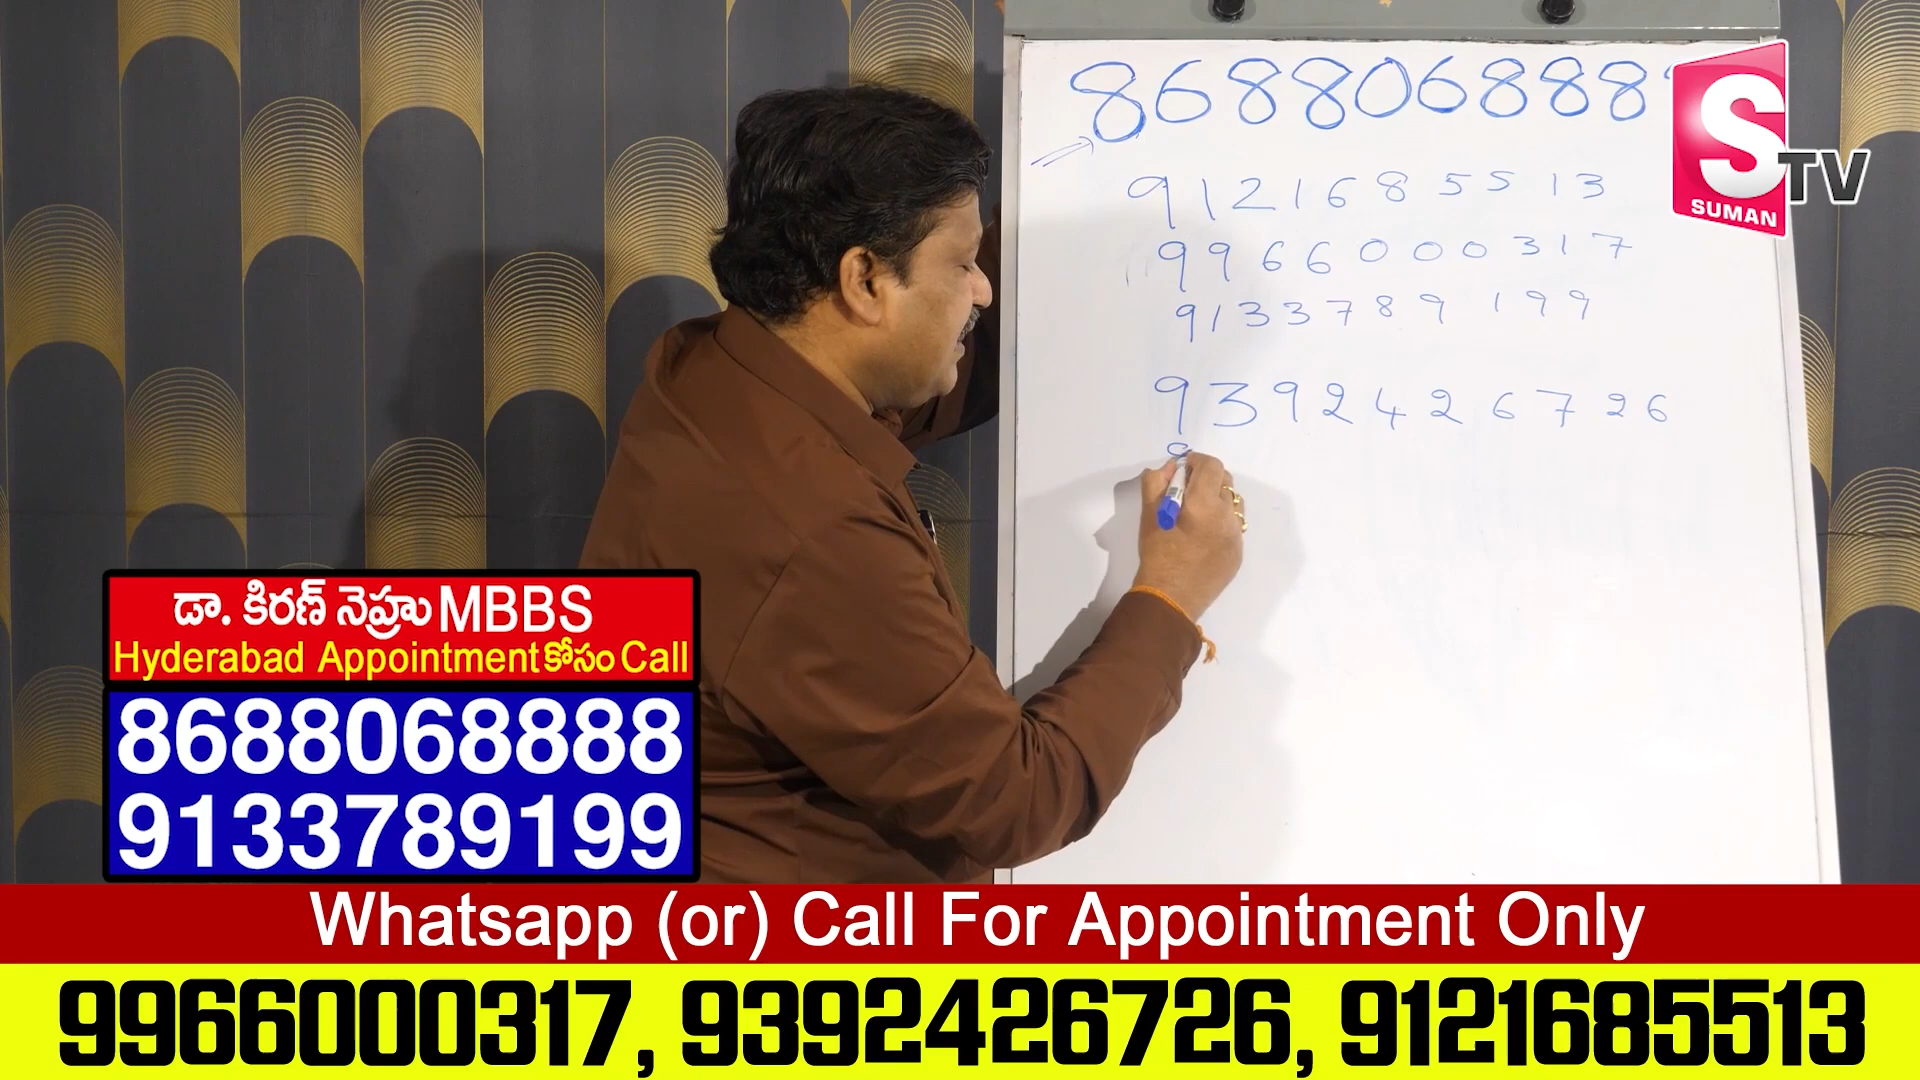 868806888
S
TV
SUMAN
9121685513
9966000317
9133789199
9392426726
డా. కిరణ్ నెహ్రు MBBS
Hyderabad Appointment కోసం Call
8688068888
9133789199
Whatsapp (or) Call For Appointment Only
9966000317, 9392426726, 9121685513